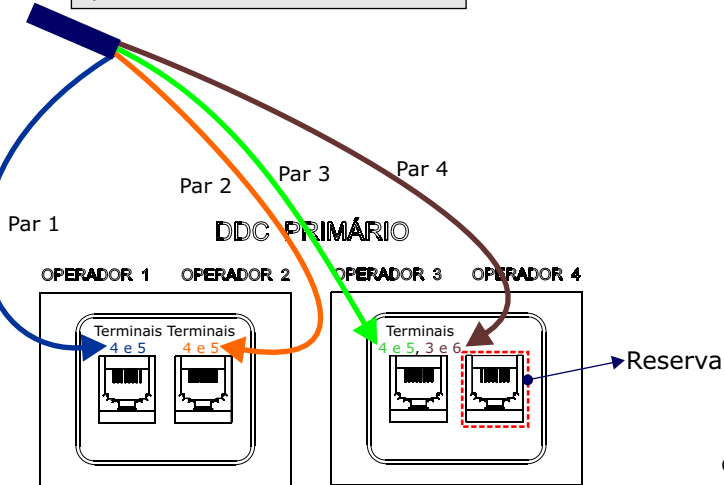 Par 4
Par 3
Par 2
Par 1
DDC PRIMÁRIO
OPERADOR 1 OPERADOR 2 OPERADOR 3 OPERADOR 4
Terminais Terminais Terminais
4 e 5 4 e 5 4 e 5, 3 e 6
Reserva